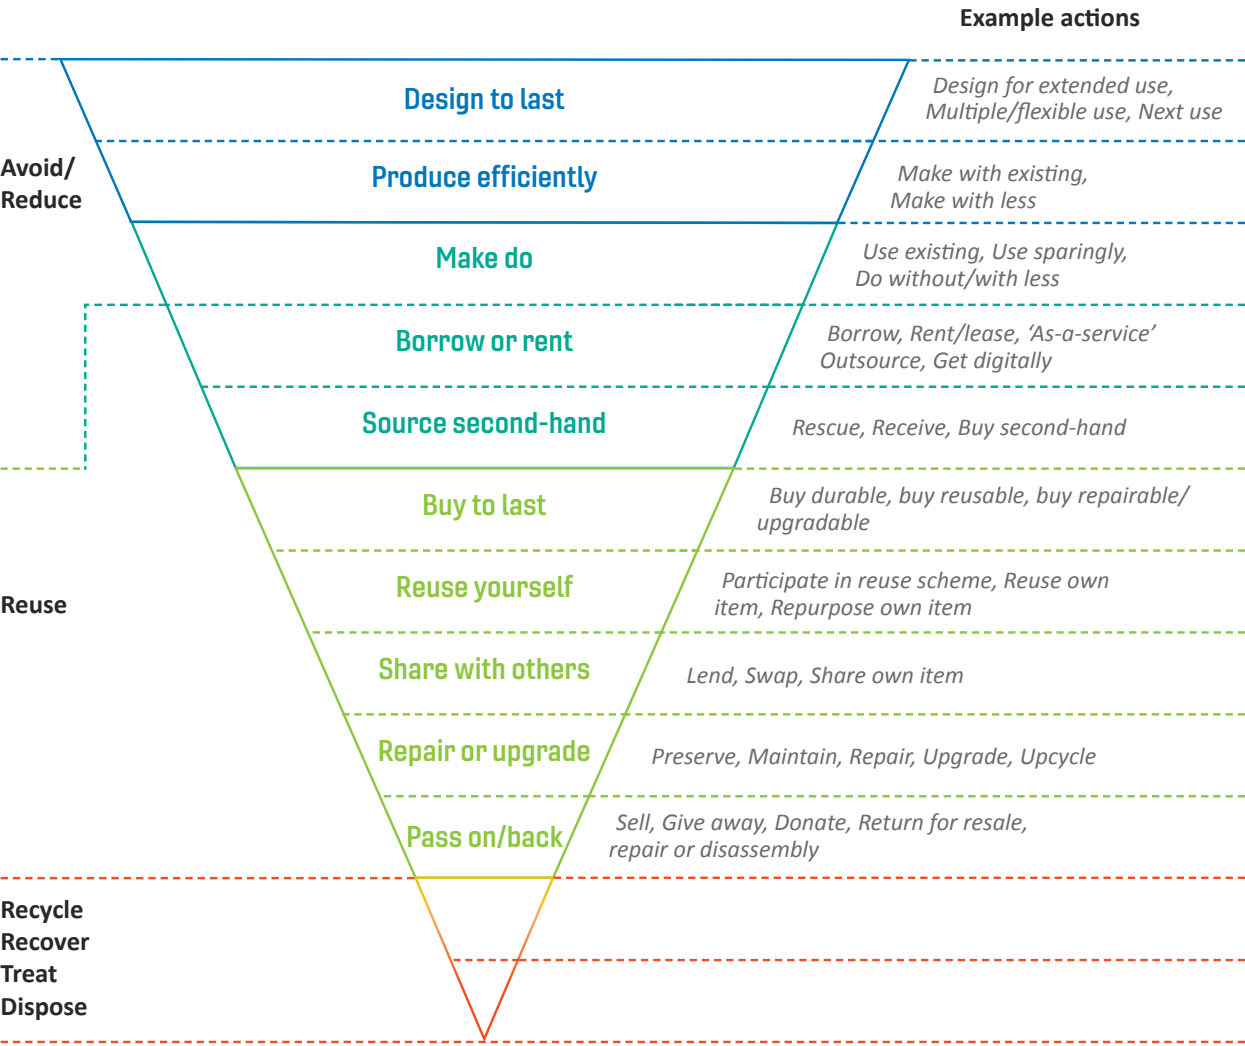 Example actions
Design to last
Design for extended use,
Multiple/flexible use, Next use
Avoid/
Reduce
Produce efficiently
Make with existing,
Make with less
Make do
Use existing, Use sparingly,
Do without/with less
Borrow or rent
Borrow, Rent/lease, ‘As-a-service’
Outsource, Get digitally
Source second-hand
Rescue, Receive, Buy second-hand
Buy to last
Buy durable, buy reusable, buy repairable/
upgradable
Reuse
Reuse yourself
Participate in reuse scheme, Reuse own
item, Repurpose own item
Share with others
Lend, Swap, Share own item
Repair or upgrade
Preserve, Maintain, Repair, Upgrade, Upcycle
Pass on/back
Sell, Give away, Donate, Return for resale,
repair or disassembly
Recycle
Recover
Treat
Dispose